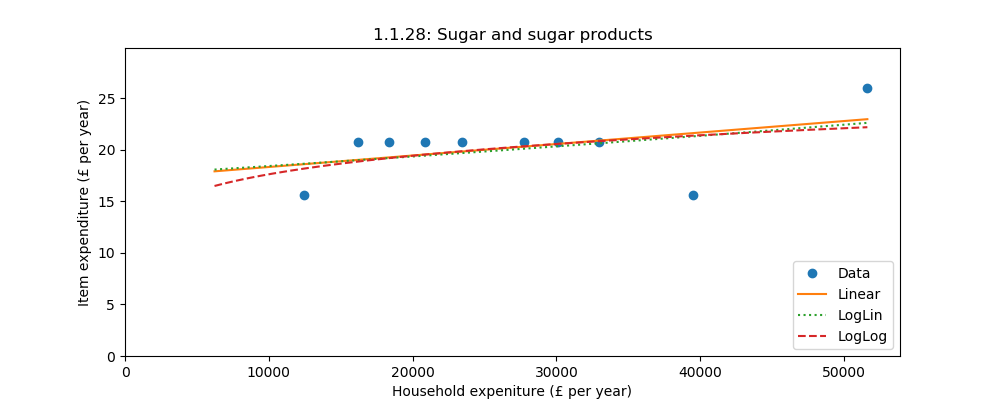 1.1.28: Sugar and sugar products
Item expenditure (£ per year)
25
20
15
10
5
0
0 10000 20000 30000 40000 50000
Household expeniture (£ per year)
Data
Linear
LogLin
LogLog